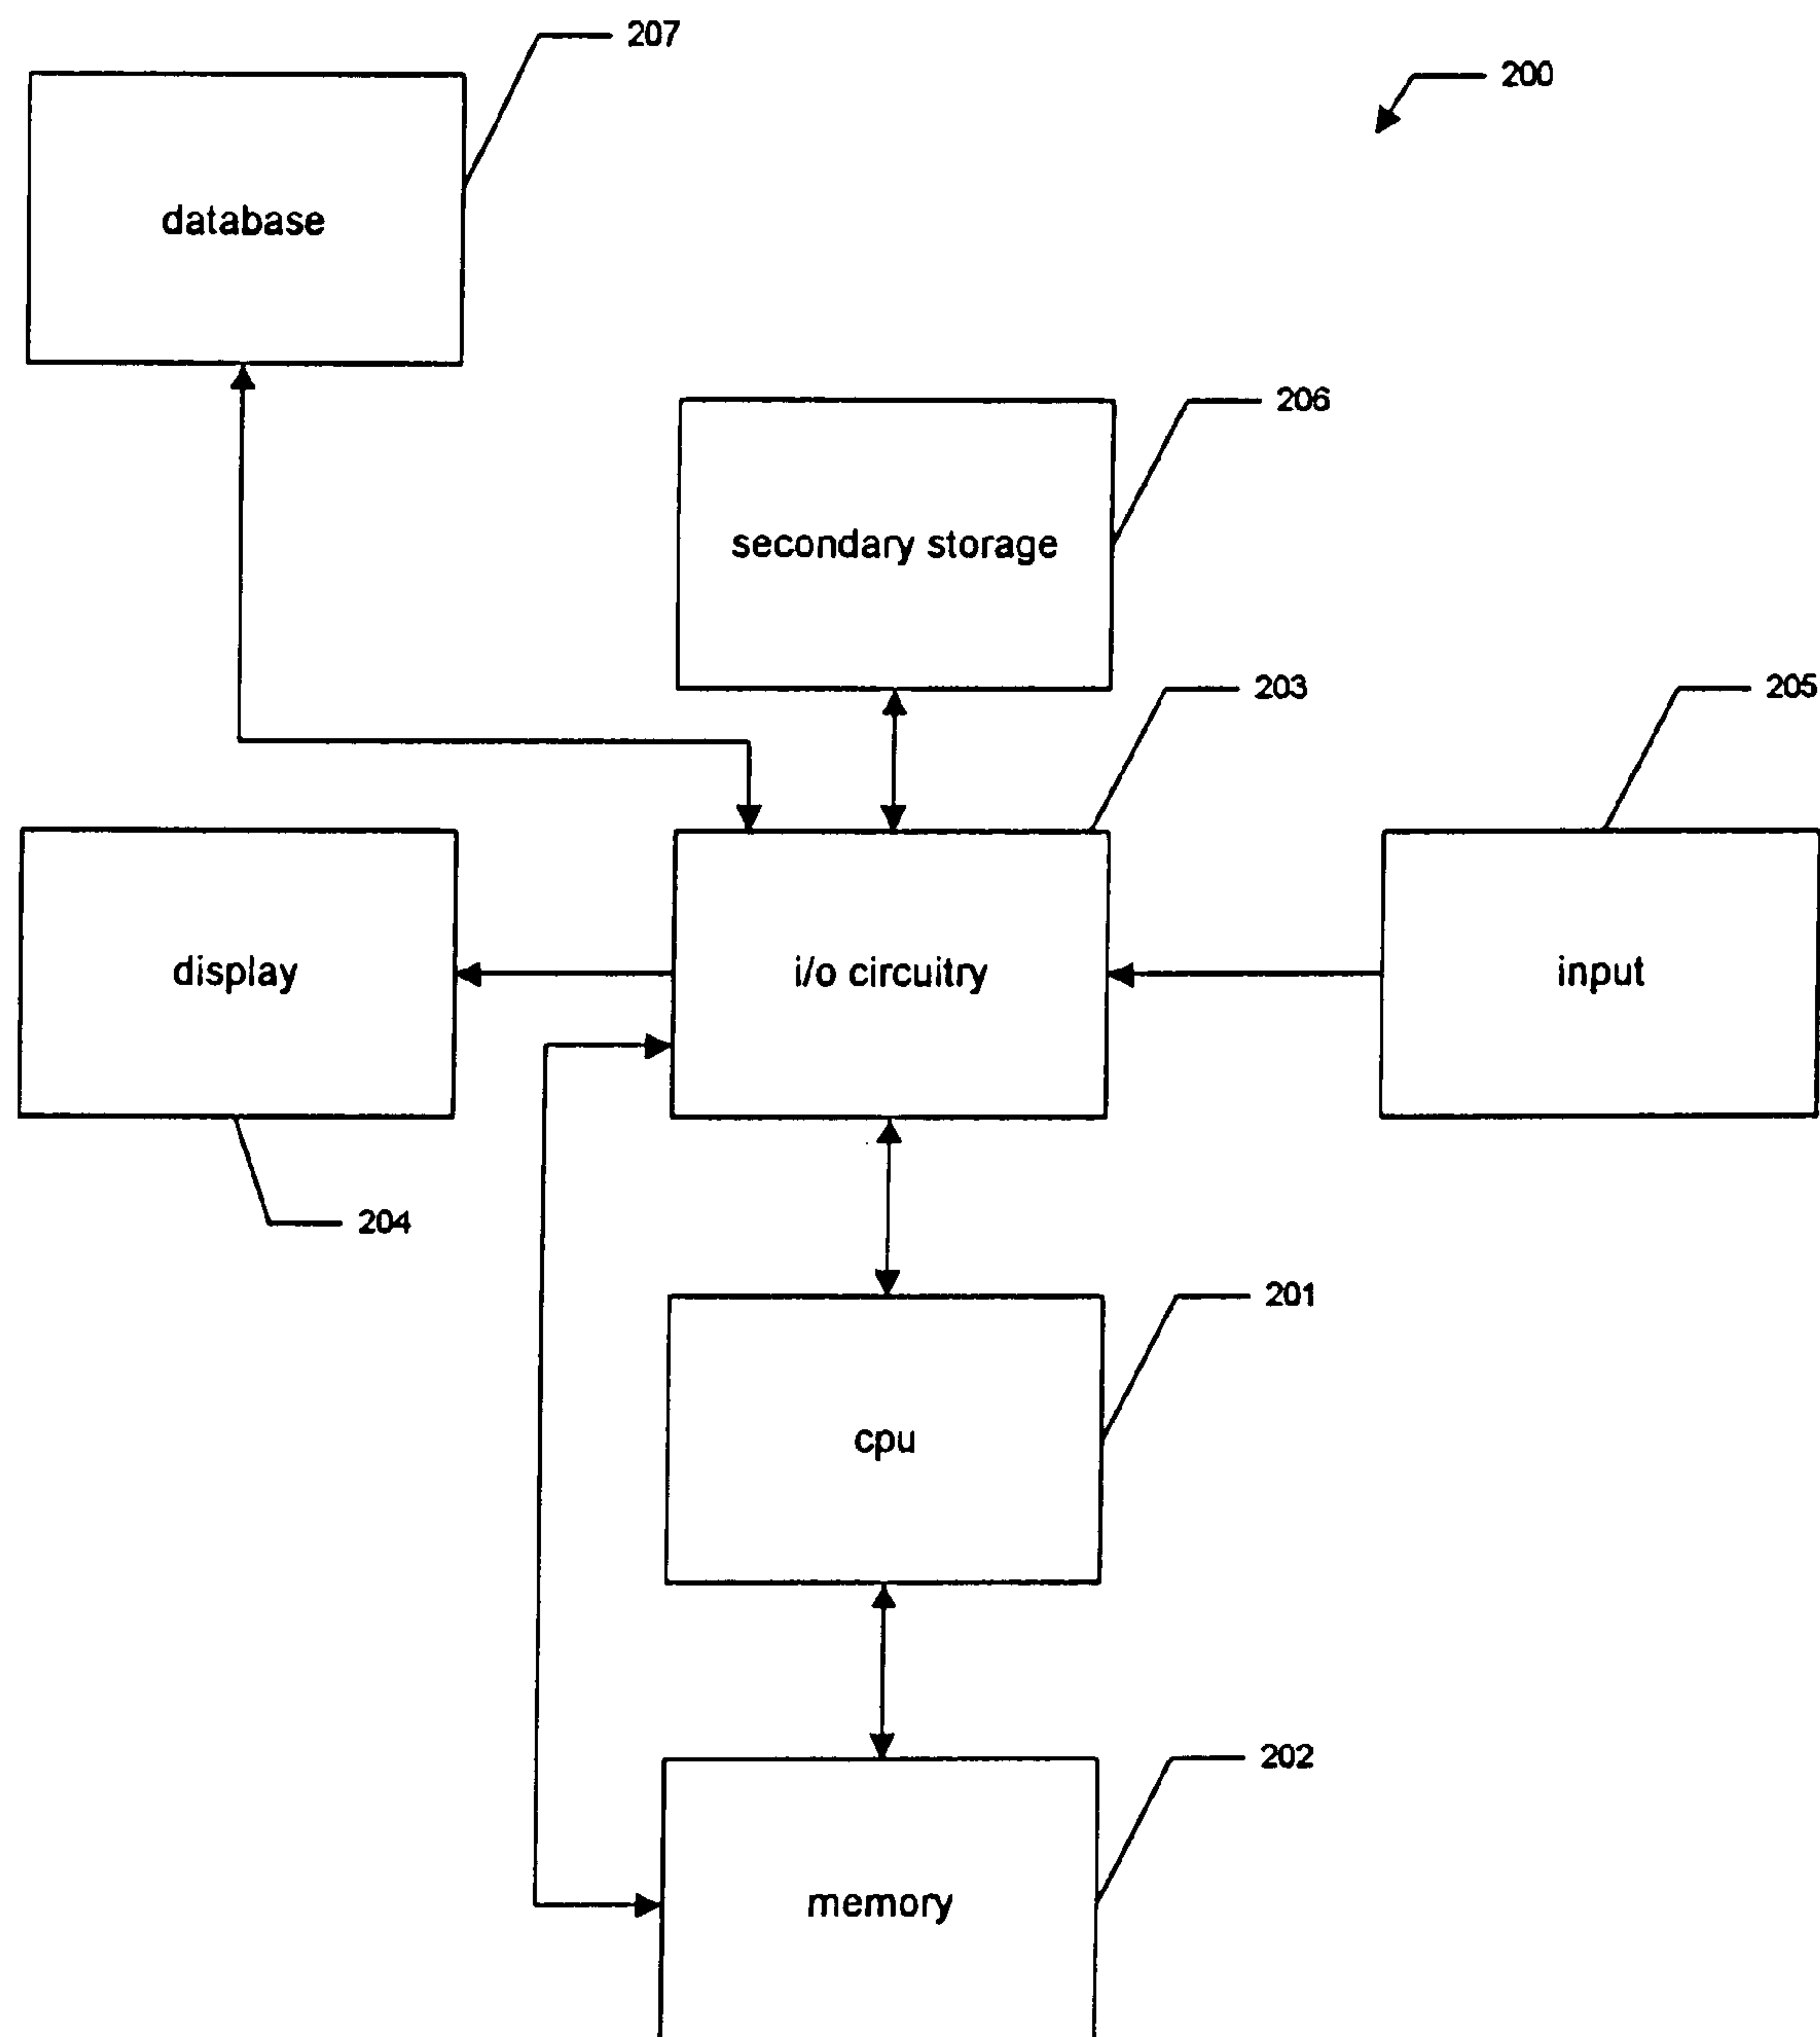 207
200
database
206
secondary storage
203
205
display
i/o circuitry
input
204
201
cpu
202
memory